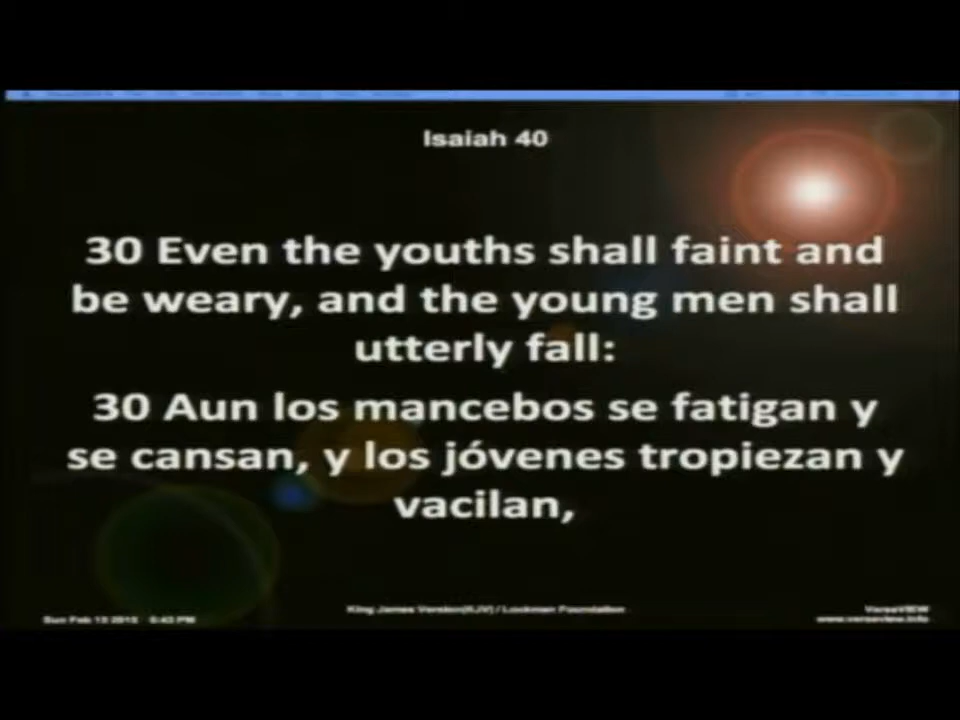 Isaiah 40
30 Even the youths shall faint and
be weary, and the young men shall
utterly fall:
30 Aun los mancebos se fatigan y
se cansan, y los jóvenes tropiezan y
vacilan,
King James Version(KJV) / Lockman Foundation
VerseVIEW
www.verseview.info